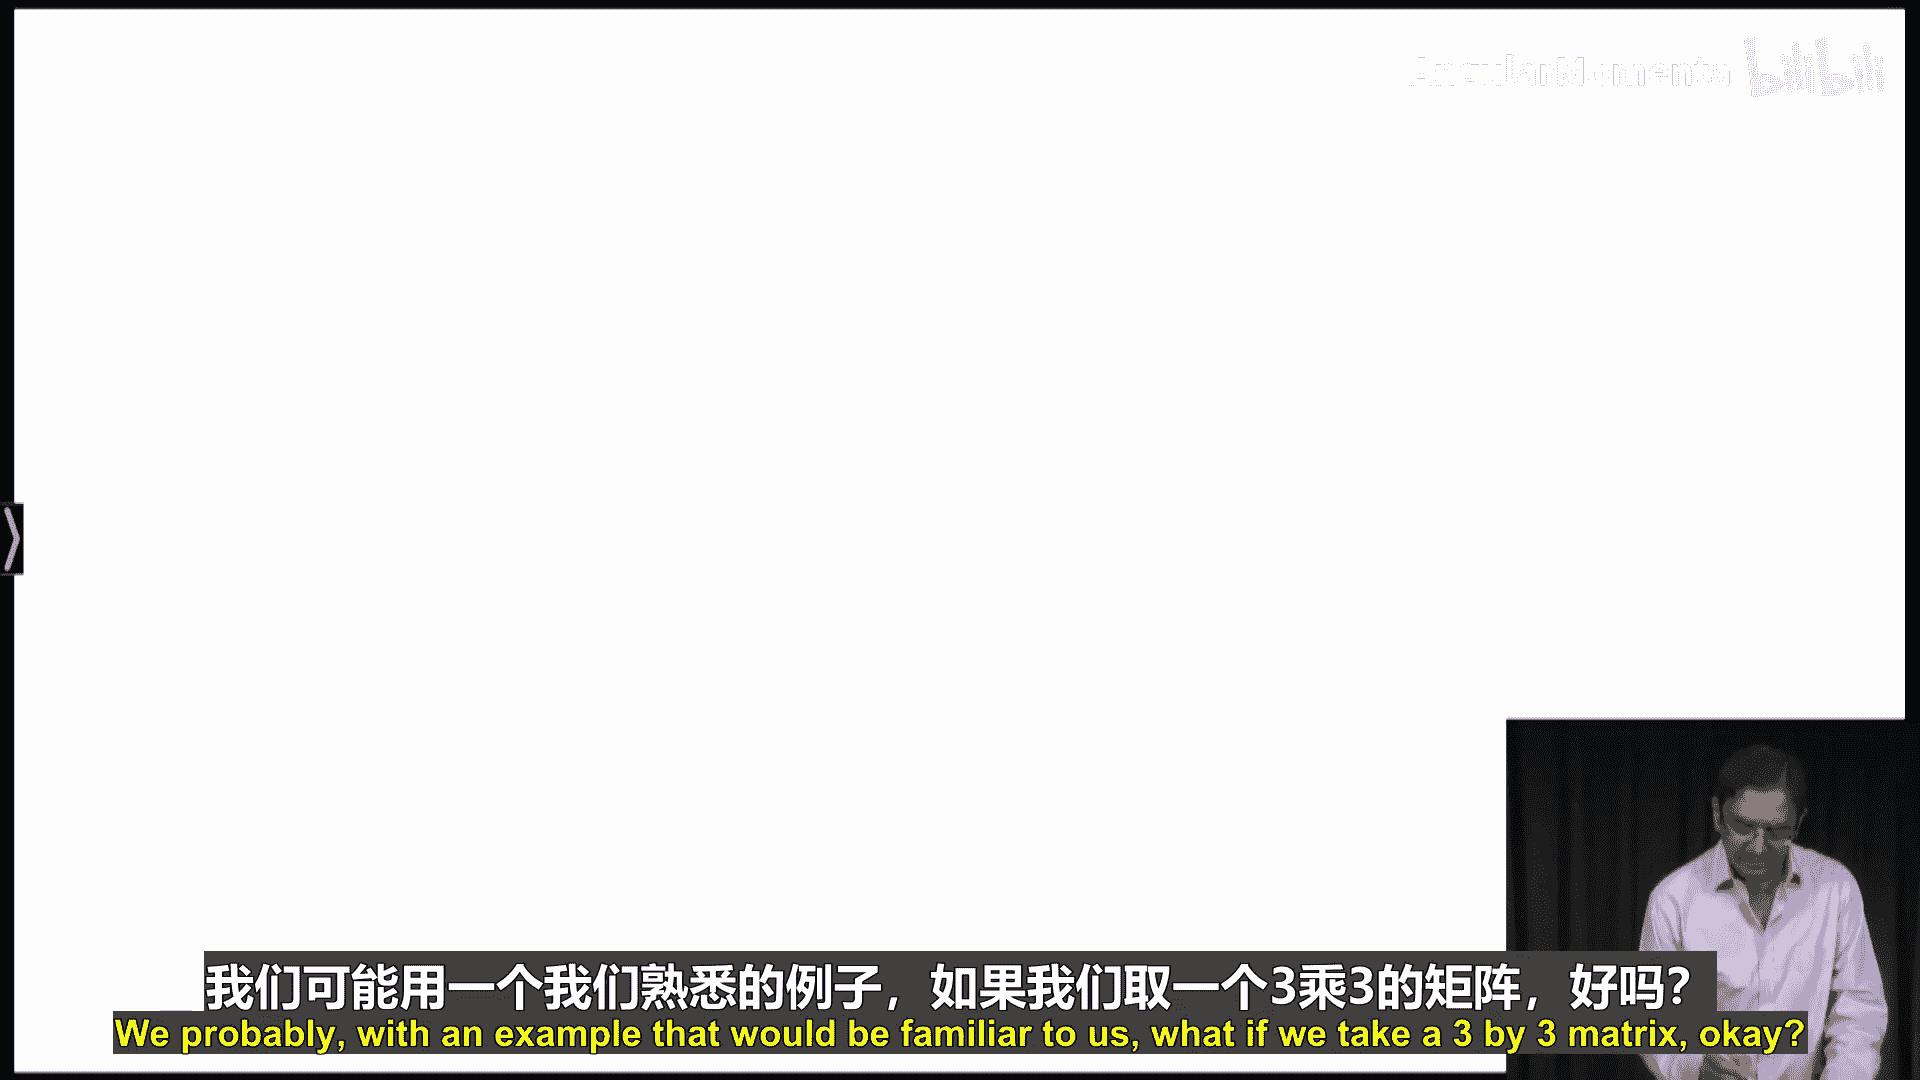 bilibili
我们可能用一个我们熟悉的例子，如果我们取一个3乘3的矩阵，好吗？
We probably, with an example that would be familiar to us, what if we take a 3 by 3 matrix, okay?